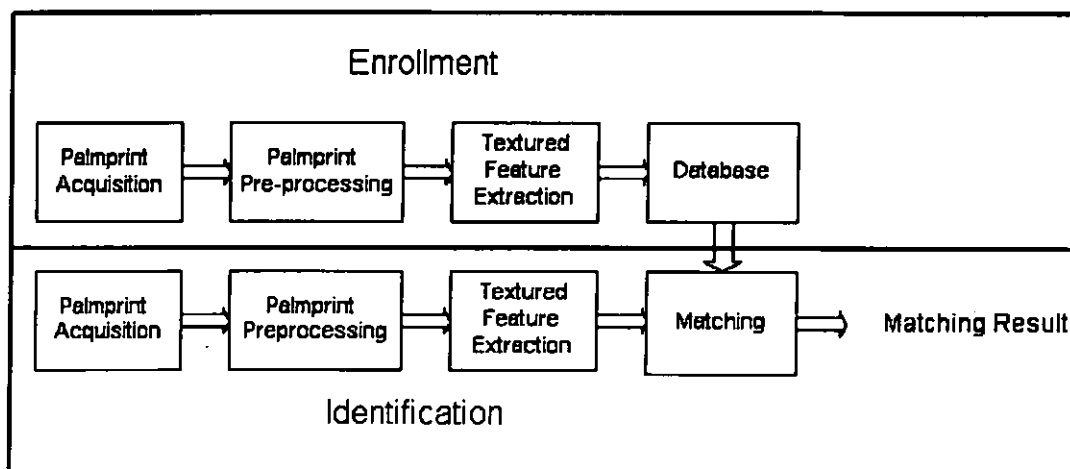 Enrollment
Palmprint
Acquisition
Palmprint
Pre-processing
Textured
Feature
Extraction
Database
Palmprint
Acquisition
Palmprint
Preprocessing
Textured
Feature
Extraction
Matching
Matching Result
Identification